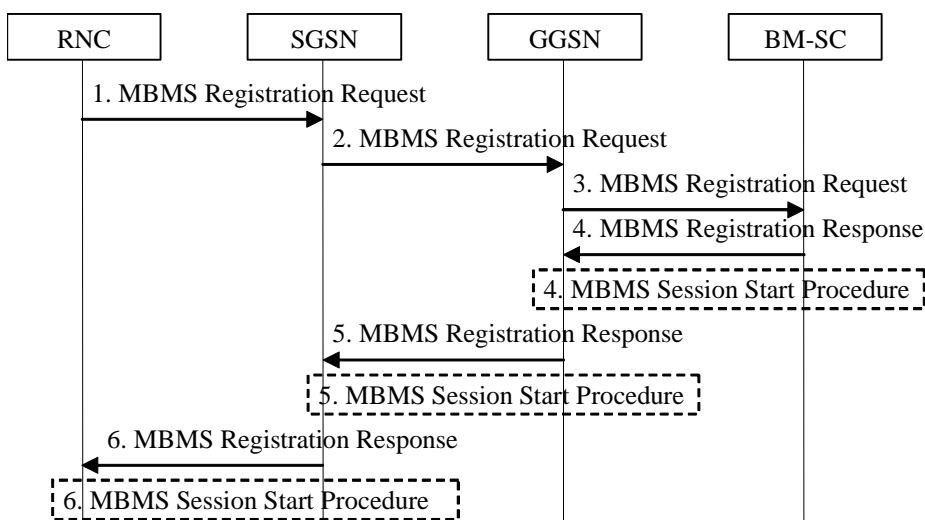 RNC SGSN GGSN BM-SC
1. MBMS Registration Request
2. MBMS Registration Request
3. MBMS Registration Request
4. MBMS Registration Response
4. MBMS Session Start Procedure
5. MBMS Registration Response
5. MBMS Session Start Procedure
6. MBMS Registration Response
6. MBMS Session Start Procedure